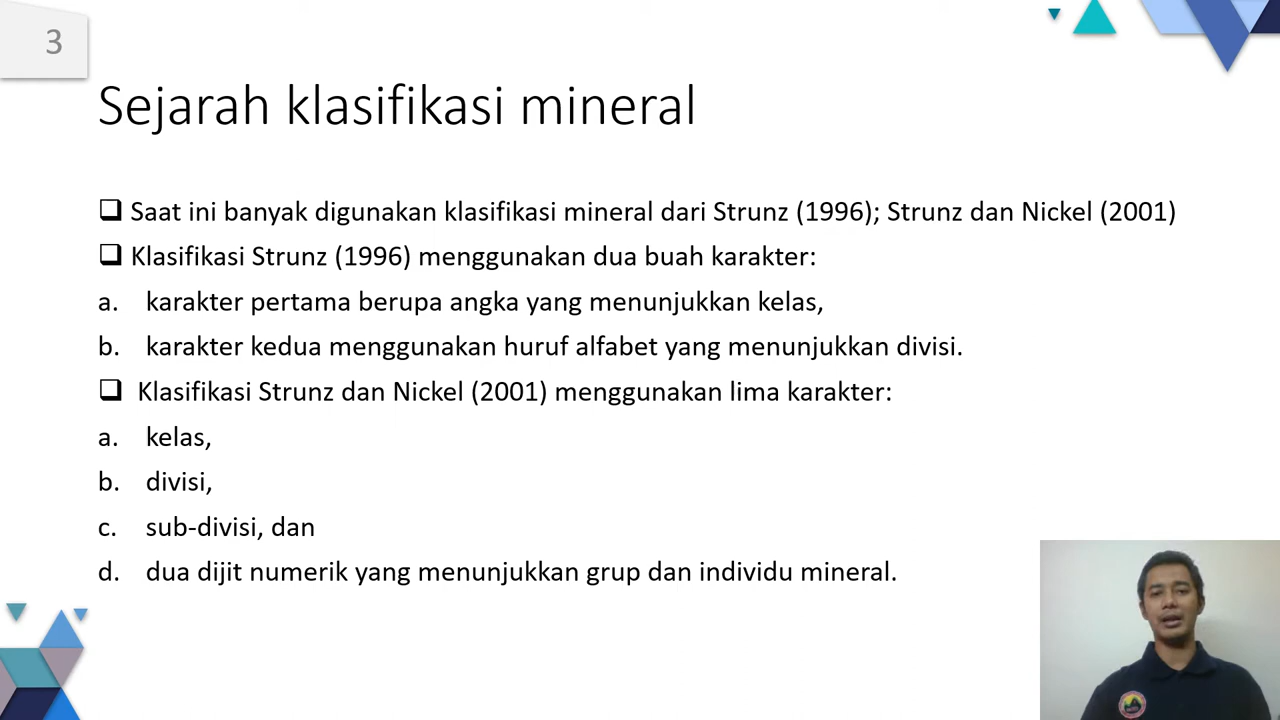 3
Sejarah klasifikasi mineral
❑ Saat ini banyak digunakan klasifikasi mineral dari Strunz (1996); Strunz dan Nickel (2001)
❑ Klasifikasi Strunz (1996) menggunakan dua buah karakter:
a. karakter pertama berupa angka yang menunjukkan kelas,
b. karakter kedua menggunakan huruf alfabet yang menunjukkan divisi.
❑ Klasifikasi Strunz dan Nickel (2001) menggunakan lima karakter:
a. kelas,
b. divisi,
c. sub-divisi, dan
d. dua dijit numerik yang menunjukkan grup dan individu mineral.